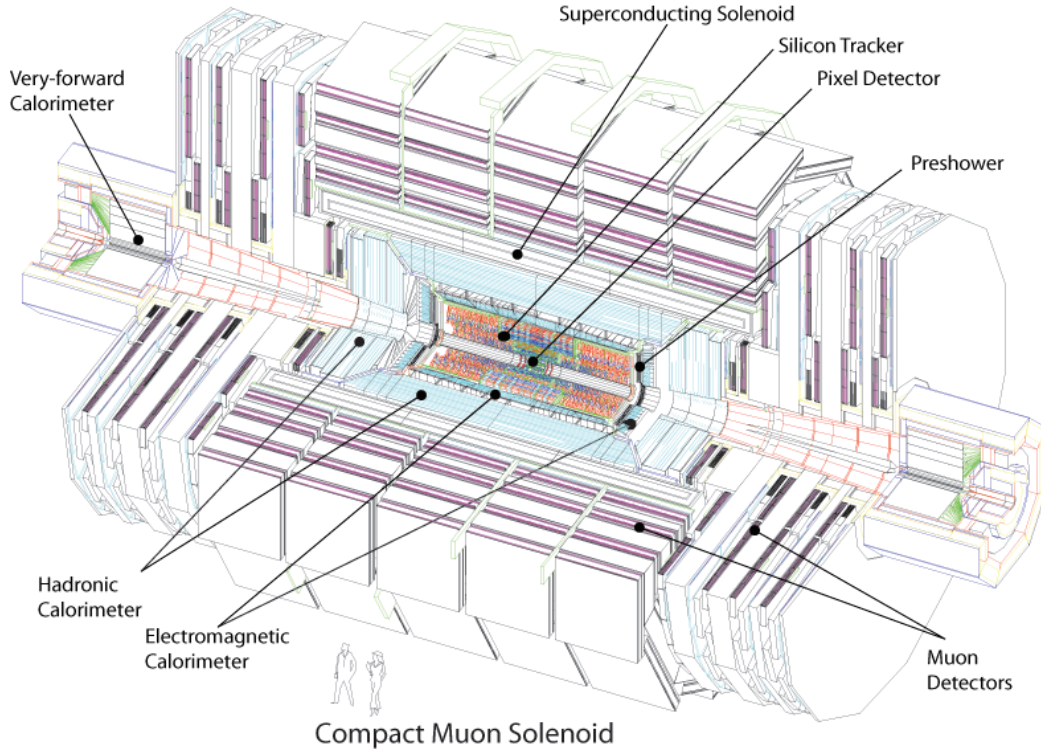 Superconducting Solenoid
Silicon Tracker
Very-forward
Calorimeter
Pixel Detector
Preshower
Hadronic
Calorimeter
Electromagnetic
Calorimeter
Muon
Detectors
Compact Muon Solenoid